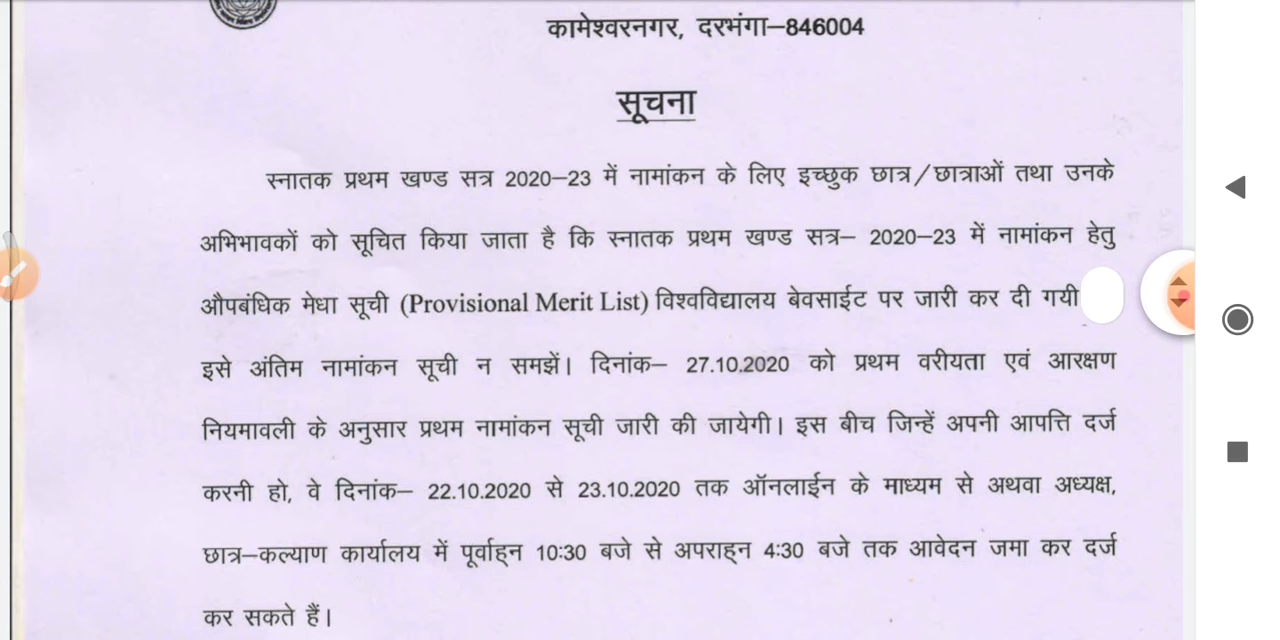 कामेश्वरनगर, दरभंगा–846004
सूचना
स्नातक प्रथम खण्ड सत्र 2020–23 में नामांकन के लिए इच्छुक छात्र/छात्राओं तथा उनके
अभिभावकों को सूचित किया जाता है कि स्नातक प्रथम खण्ड सत्र– 2020–23 में नामांकन हेतु
औपबंधिक मेधा सूची (Provisional Merit List) विश्वविद्यालय बेवसाईट पर जारी कर दी गयी
इसे अंतिम नामांकन सूची न समझें। दिनांक– 27.10.2020 को प्रथम वरीयता एवं आरक्षण
नियमावली के अनुसार प्रथम नामांकन सूची जारी की जायेगी। इस बीच जिन्हें अपनी आपत्ति दर्ज
करनी हो, वे दिनांक– 22.10.2020 से 23.10.2020 तक ऑनलाईन के माध्यम से अथवा अध्यक्ष,
छात्र–कल्याण कार्यालय में पूर्वाह्न 10:30 बजे से अपराह्न 4:30 बजे तक आवेदन जमा कर दर्ज
कर सकते हैं।